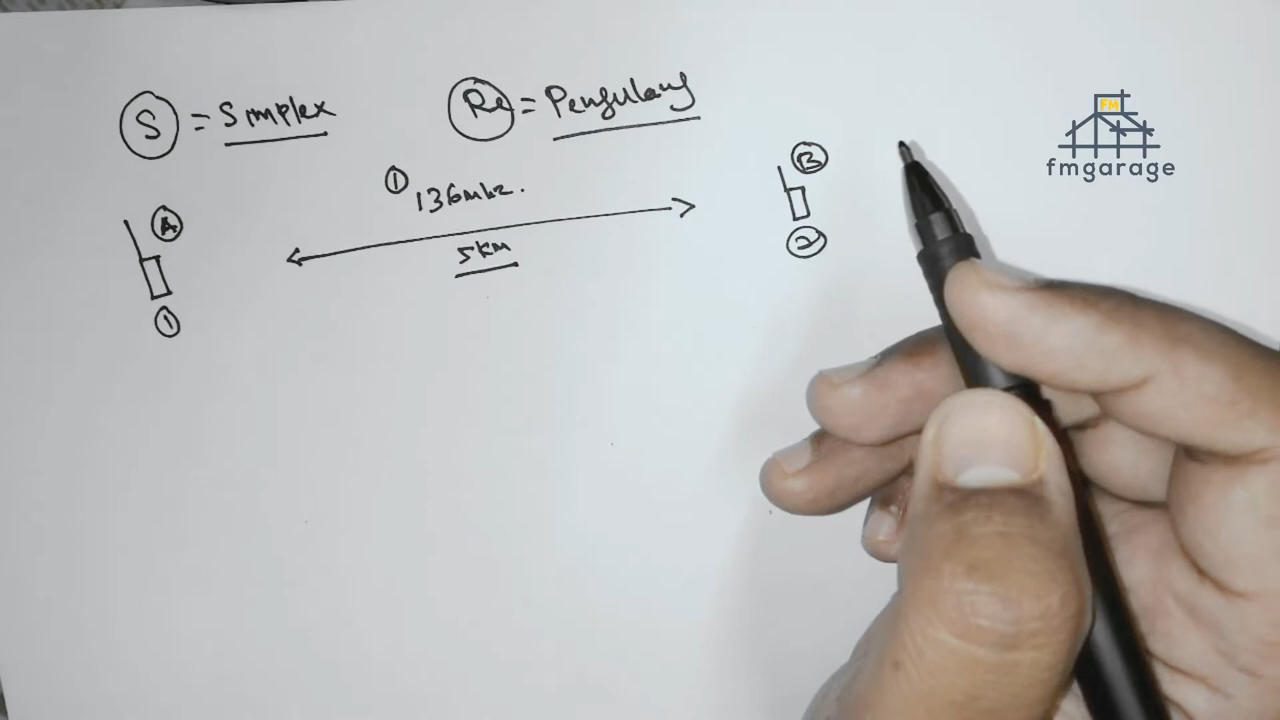 S = Simplex
Re = Pengulang
1 136mhz.
5km
A
1
B
2
FM
fmgarage